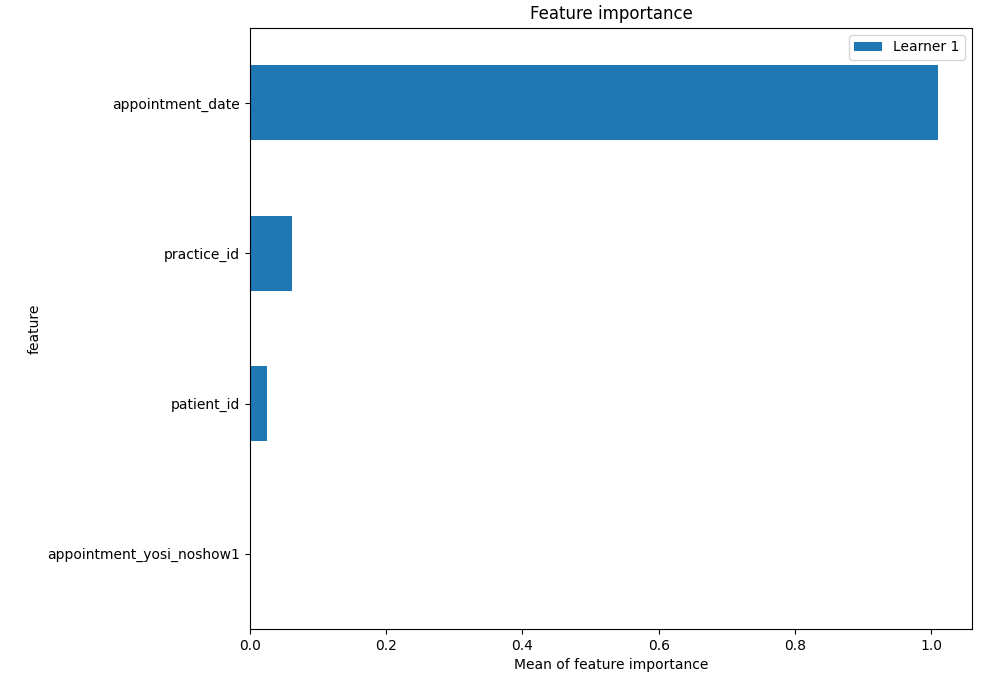 Feature importance
Learner 1
appointment_date
practice_id
patient_id
appointment_yosi_noshow1
feature
0.0 0.2 0.4 0.6 0.8 1.0
Mean of feature importance